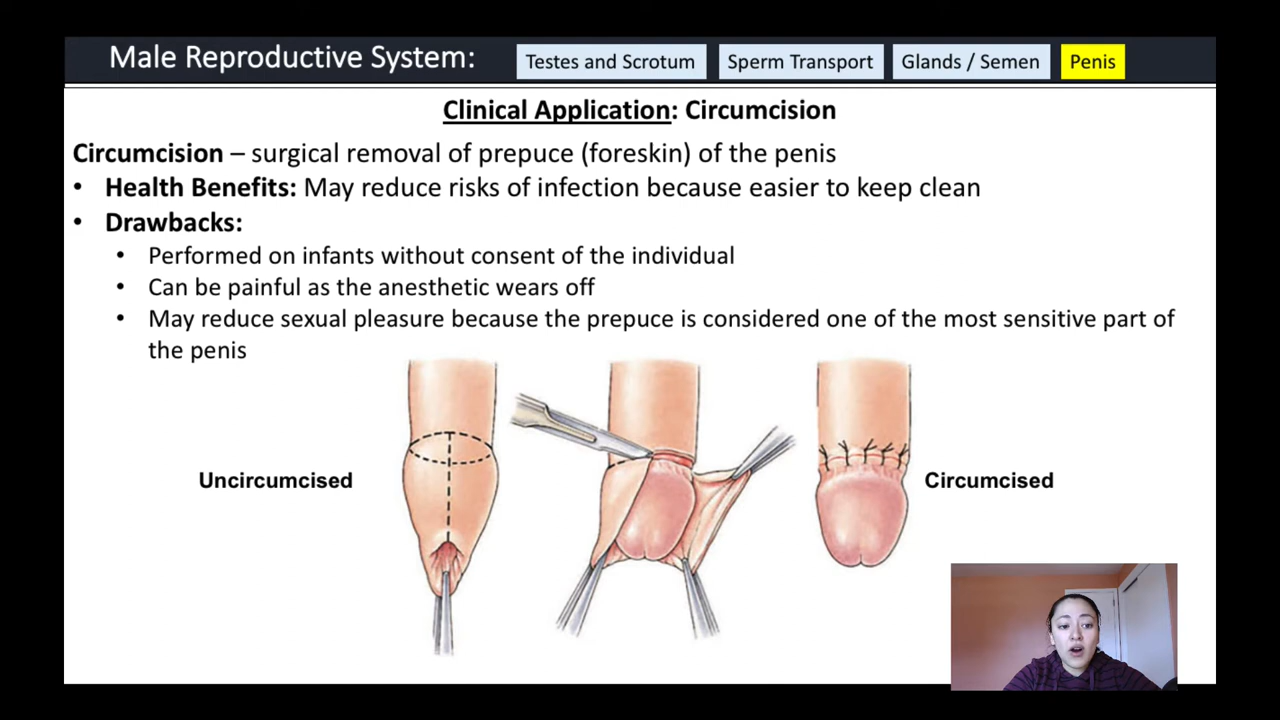 Male Reproductive System:
Testes and Scrotum
Sperm Transport
Glands / Semen
Penis
Clinical Application: Circumcision
Circumcision – surgical removal of prepuce (foreskin) of the penis
• Health Benefits: May reduce risks of infection because easier to keep clean
• Drawbacks:
• Performed on infants without consent of the individual
• Can be painful as the anesthetic wears off
• May reduce sexual pleasure because the prepuce is considered one of the most sensitive part of
the penis
Uncircumcised
Circumcised